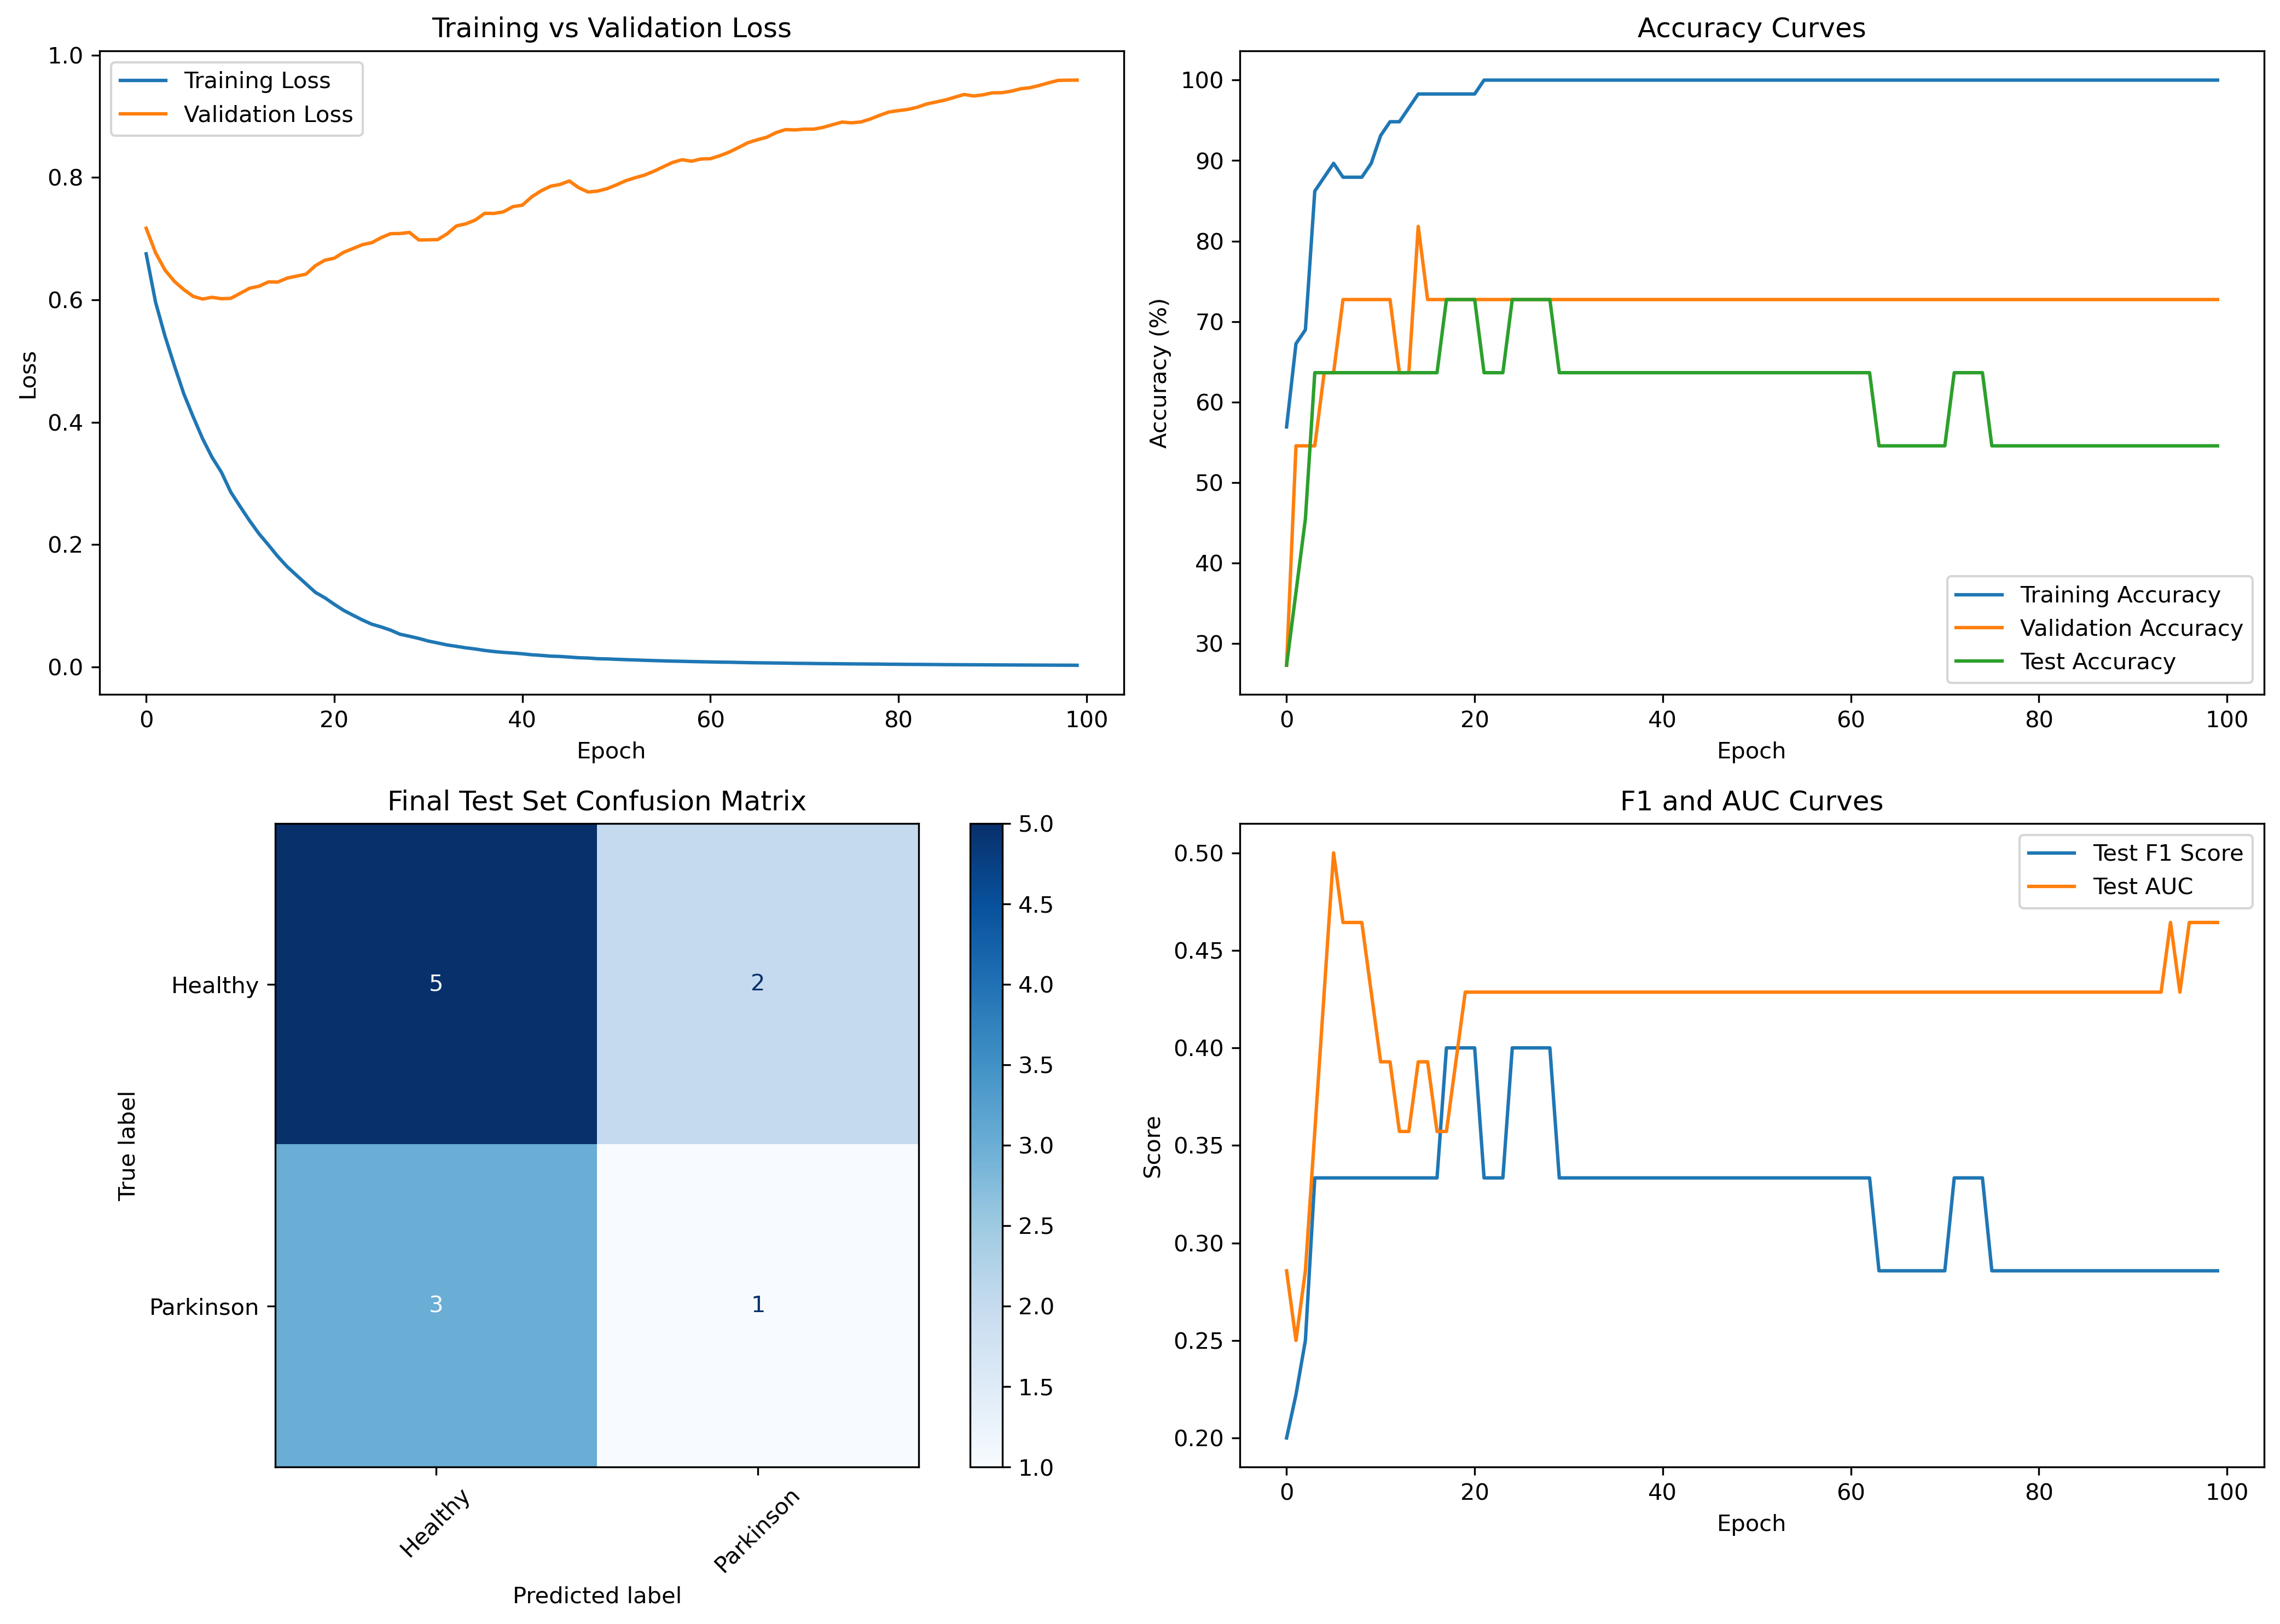 Training vs Validation Loss
Training Loss
Validation Loss
1.0
0.8
0.6
0.4
0.2
0.0
Loss
0 20 40 60 80 100
Epoch
Accuracy Curves
100
90
80
70
60
50
40
30
Accuracy (%)
Training Accuracy
Validation Accuracy
Test Accuracy
0 20 40 60 80 100
Epoch
Final Test Set Confusion Matrix
Healthy
Parkinson
True label
5 2
3 1
Healthy Parkinson
Predicted label
5.0
4.5
4.0
3.5
3.0
2.5
2.0
1.5
1.0
F1 and AUC Curves
Test F1 Score
Test AUC
0.50
0.45
0.40
0.35
0.30
0.25
0.20
Score
0 20 40 60 80 100
Epoch